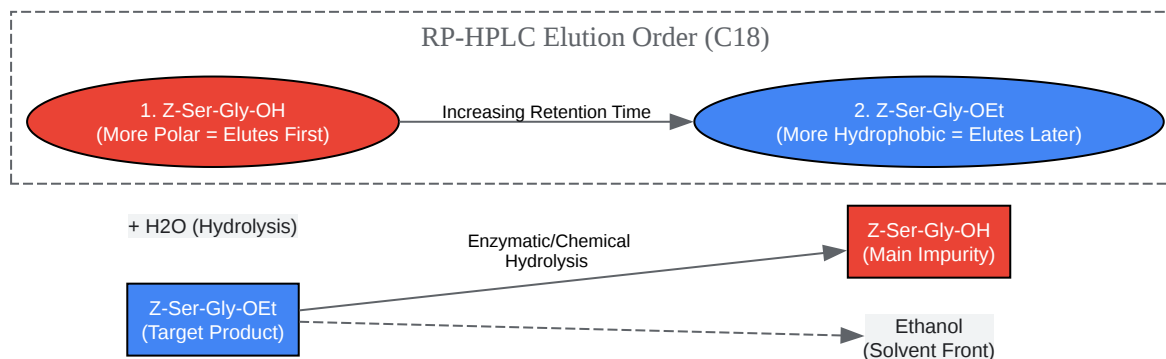 RP-HPLC Elution Order (C18)
1. Z-Ser-Gly-OH
(More Polar = Elutes First)
Increasing Retention Time
2. Z-Ser-Gly-OEt
(More Hydrophobic = Elutes Later)
+ H2O (Hydrolysis)
Enzymatic/Chemical
Hydrolysis
Z-Ser-Gly-OH
(Main Impurity)
Z-Ser-Gly-OEt
(Target Product)
Ethanol
(Solvent Front)